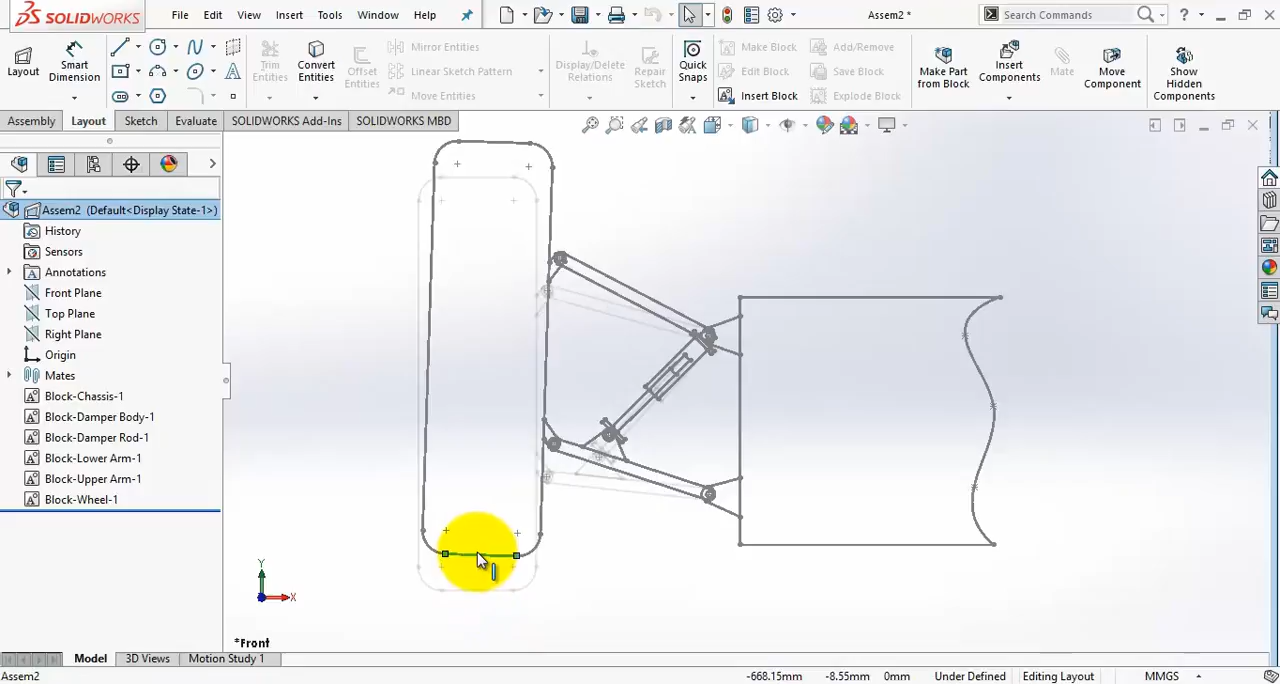 SOLIDWORKS File Edit View Insert Tools Window Help Assem2 * Search Commands ?
Layout Smart Dimension Trim Entities Convert Entities Offset Entities Mirror Entities Linear Sketch Pattern Move Entities Display/Delete Relations Repair Sketch Quick Snaps Make Block Edit Block Insert Block Add/Remove Save Block Explode Block Make Part from Block Insert Components Mate Move Component Show Hidden Components
Assembly Layout Sketch Evaluate SOLIDWORKS Add-Ins SOLIDWORKS MBD
Assem2 (Default<Display State-1>)
History
Sensors
Annotations
Front Plane
Top Plane
Right Plane
Origin
Mates
Block-Chassis-1
Block-Damper Body-1
Block-Damper Rod-1
Block-Lower Arm-1
Block-Upper Arm-1
Block-Wheel-1
Y
X
*Front
Model 3D Views Motion Study 1
Assem2 -668.15mm -8.55mm 0mm Under Defined Editing Layout MMGS